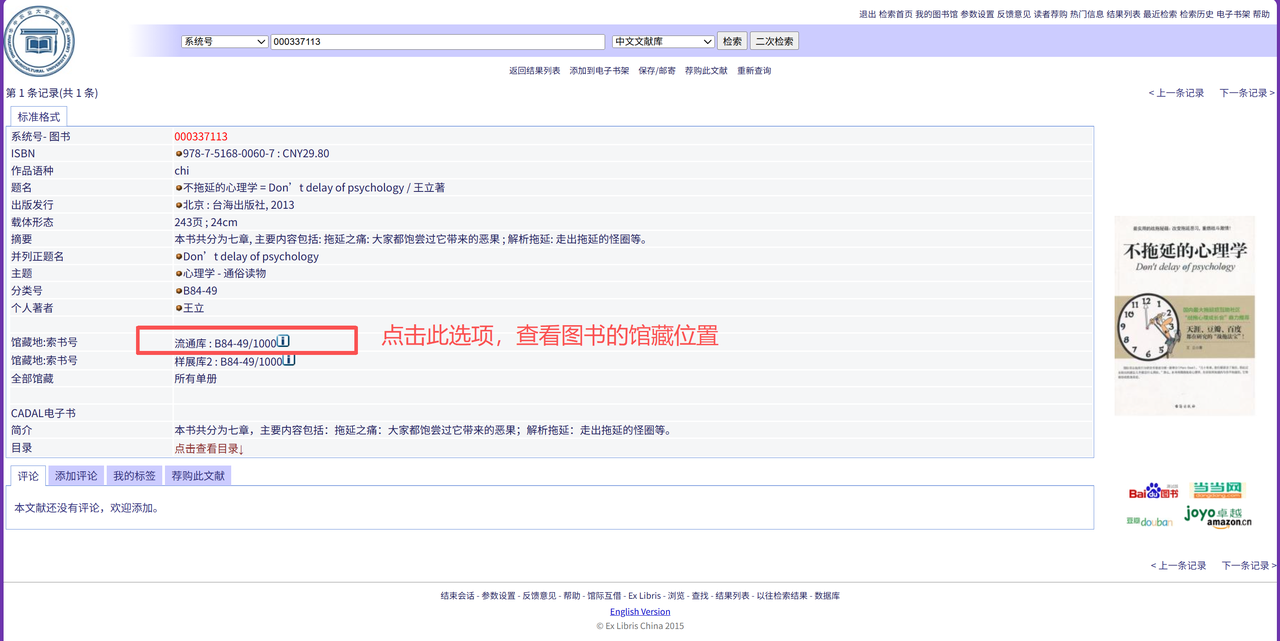 退出 检索首页 我的图书馆 参数设置 反馈意见 读者荐购 热门信息 结果列表 最近检索 检索历史 电子书架 帮助
系统号 000337113 中文文献库 检索 二次检索
返回结果列表 添加到电子书架 保存/邮寄 荐购此文献 重新查询
第 1 条记录(共 1 条) < 上一条记录 下一条记录 >
标准格式
系统号- 图书 000337113
ISBN 978-7-5168-0060-7 : CNY29.80
作品语种 chi
题名 不拖延的心理学 = Don’t delay of psychology / 王立著
出版发行 北京 : 台海出版社, 2013
载体形态 243页 ; 24cm
摘要 本书共分为七章, 主要内容包括: 拖延之痛: 大家都饱尝过它带来的恶果 ; 解析拖延: 走出拖延的怪圈等。
并列正题名 Don’t delay of psychology
主题 心理学 - 通俗读物
分类号 B84-49
个人著者 王立
馆藏地:索书号 流通库 : B84-49/1000
点击此选项，查看图书的馆藏位置
馆藏地:索书号 样展库2 : B84-49/1000
全部馆藏 所有单册
CADAL电子书
简介 本书共分为七章，主要内容包括：拖延之痛：大家都饱尝过它带来的恶果；解析拖延：走出拖延的怪圈等。
目录 点击查看目录↓
不拖延的心理学
Don't delay of psychology
天涯、豆瓣、百度
评论 添加评论 我的标签 荐购此文献
本文献还没有评论，欢迎添加。
Bai du 图书 当当网
豆瓣 douban joyo 卓越 amazon.cn
< 上一条记录 下一条记录 >
结束会话 - 参数设置 - 反馈意见 - 帮助 - 馆际互借 - Ex Libris - 浏览 - 查找 - 结果列表 - 以往检索结果 - 数据库
English Version
© Ex Libris China 2015